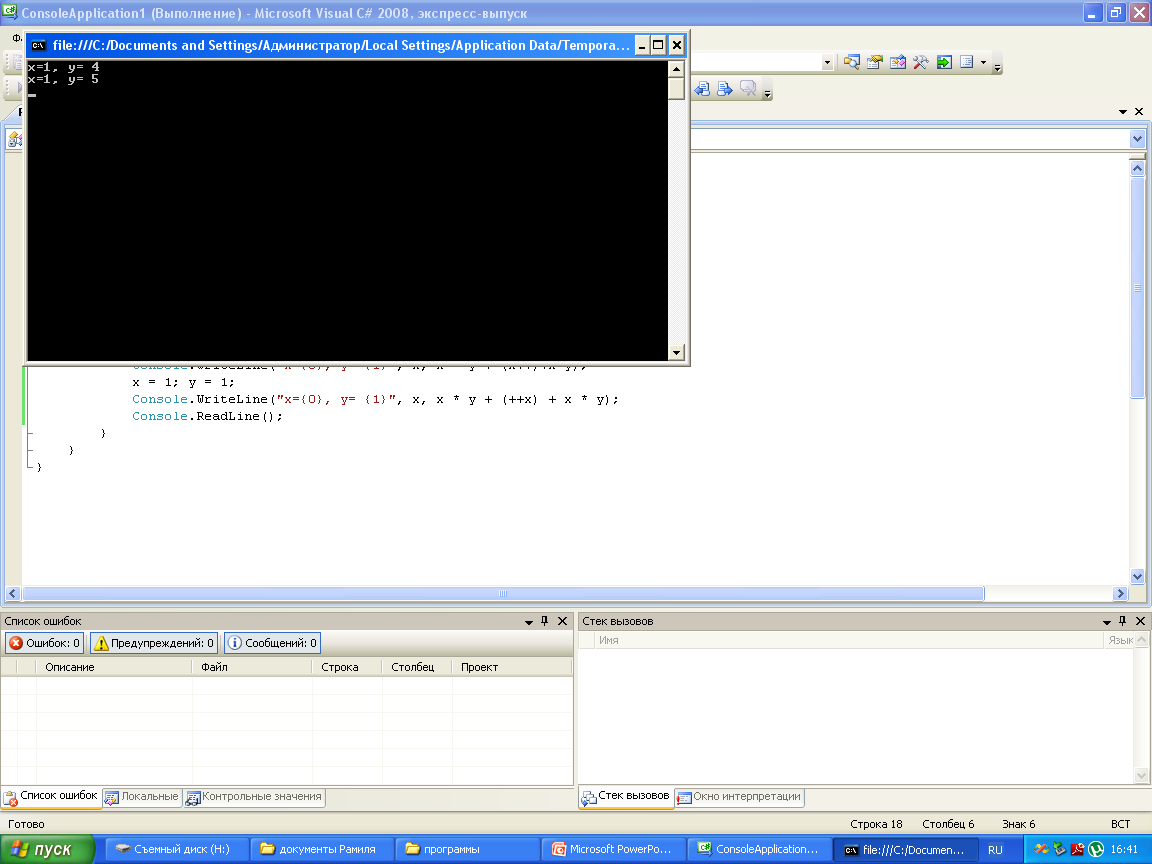 ConsoleApplication1 (Выполнение) - Microsoft Visual C# 2008, экспресс-выпуск
file:///C:/Documents and Settings/Администратор/Local Settings/Application Data/Tempora...
x=1, y= 4
x=1, y= 5
x = 1; y = 1;
Console.WriteLine("x={0}, y= {1}", x, x * y + (++x) + x * y);
Console.ReadLine();
}
}
}
Список ошибок
Ошибок: 0
Предупреждений: 0
Сообщений: 0
Описание
Файл
Строка
Столбец
Проект
Стек вызовов
Имя
Язык
Список ошибок
Локальные
Контрольные значения
Стек вызовов
Окно интерпретации
Готово
Строка 18
Столбец 6
Знак 6
ВСТ
пуск
Съемный диск (H:)
документы Рамиля
программы
Microsoft PowerPo...
ConsoleApplication...
file:///C:/Documen...
RU
16:41